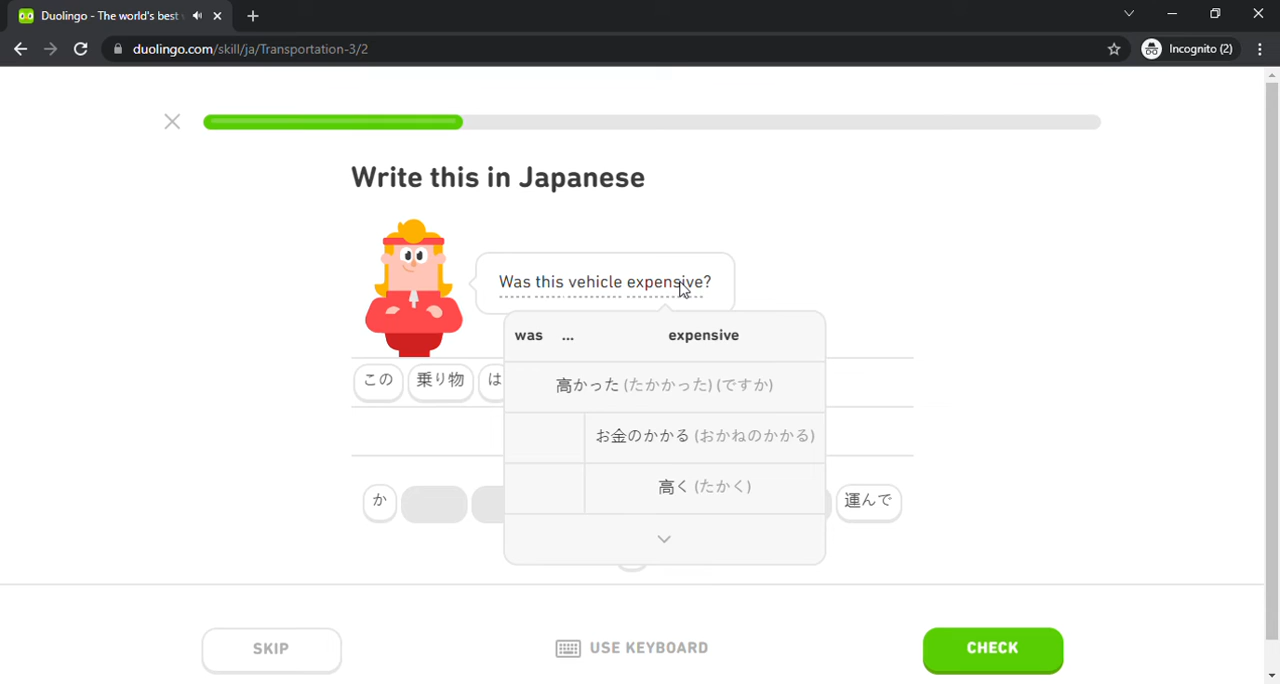 Duolingo - The world's best
duolingo.com/skill/ja/Transportation-3/2
Incognito (2)
Write this in Japanese
Was this vehicle expensive?
was ... expensive
高かった (たかかった) (ですか)
お金のかかる (おかねのかかる)
高く (たかく)
この 乗り物 は
か 運んで
SKIP
USE KEYBOARD
CHECK